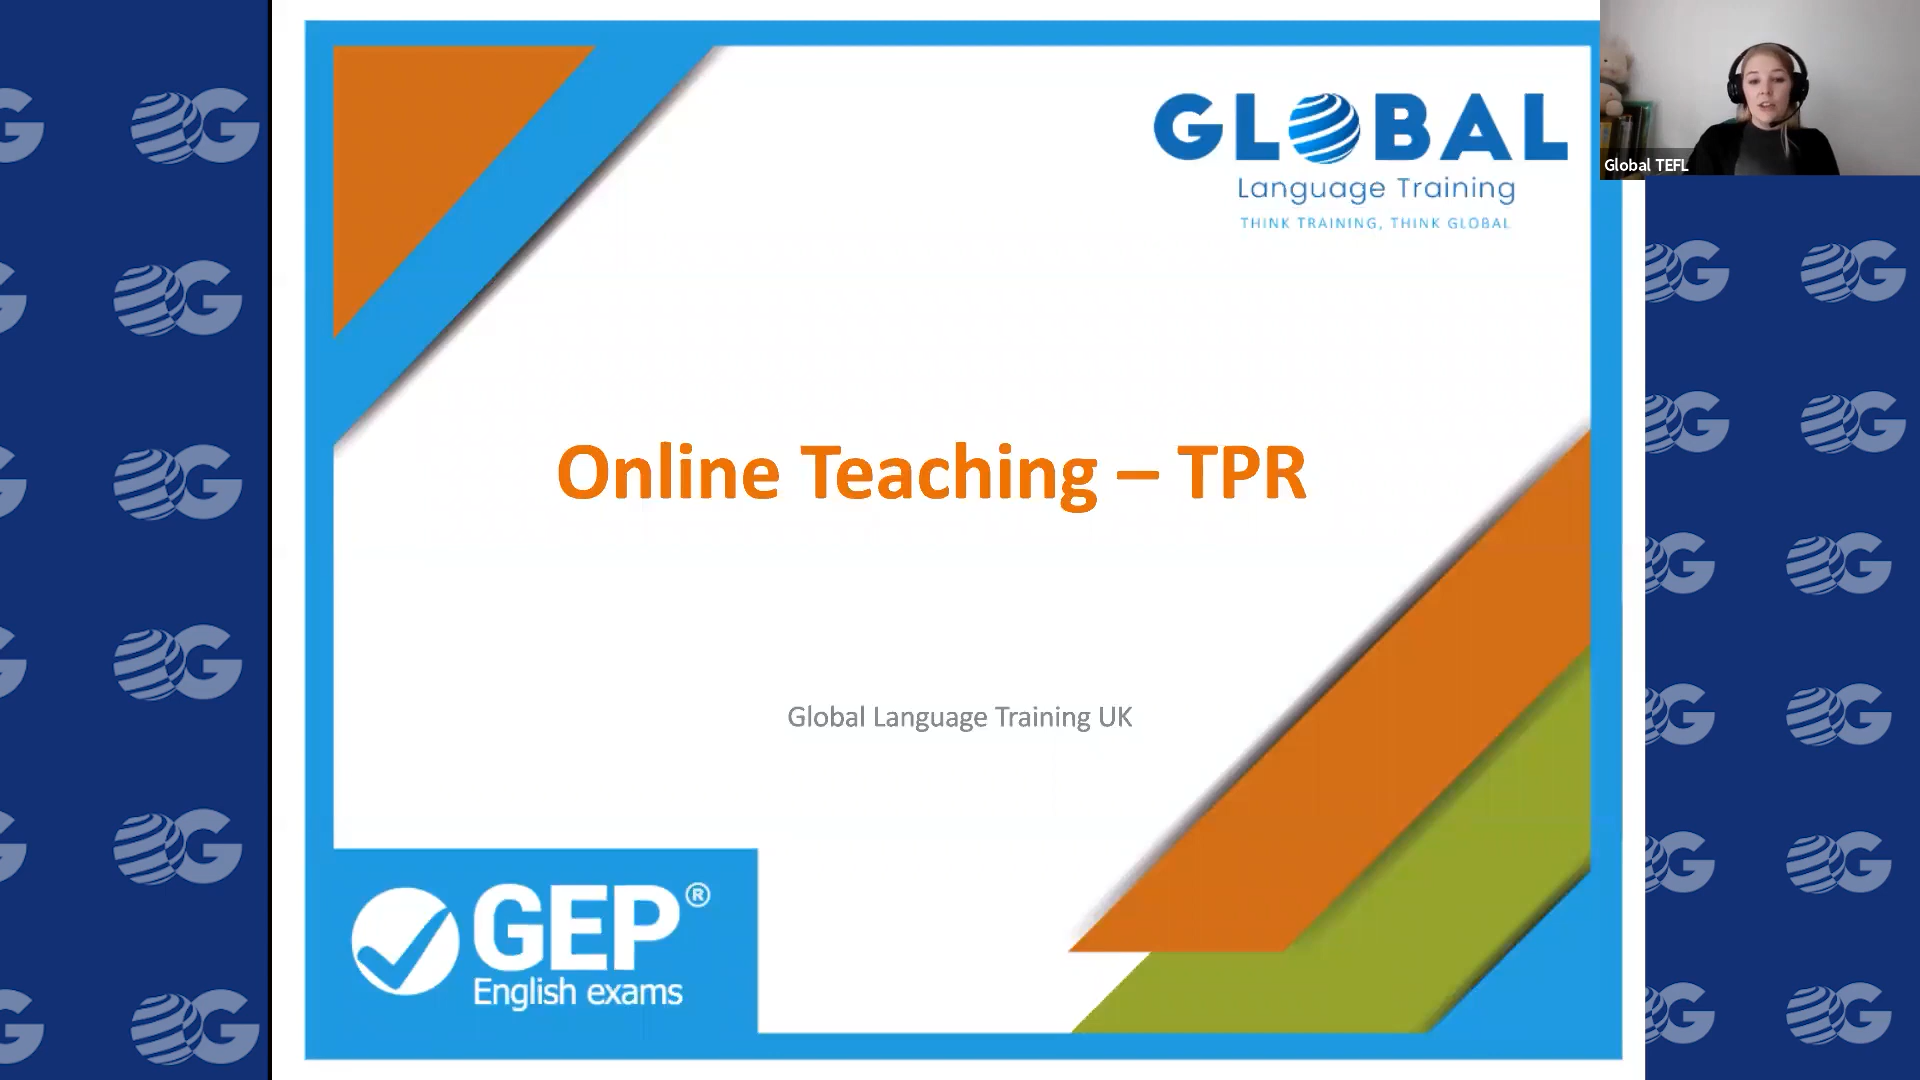 GLOBAL
Language Training
THINK TRAINING, THINK GLOBAL
Global TEFL
Online Teaching – TPR
Global Language Training UK
GEP®
English exams